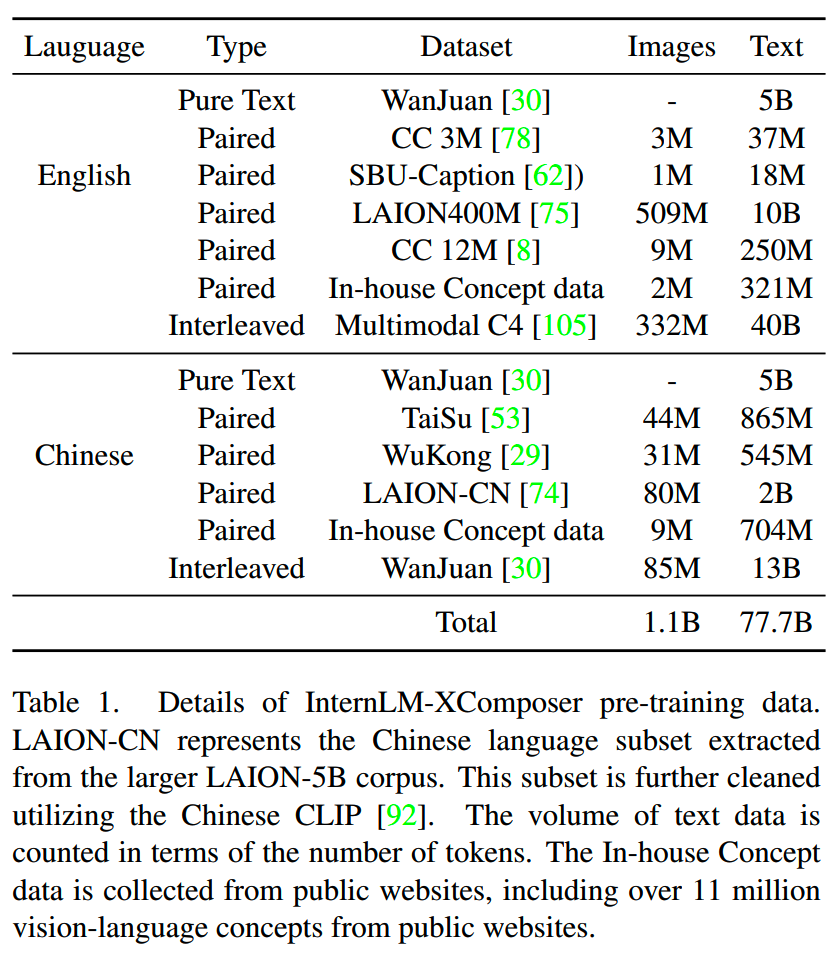 Lauguage Type Dataset Images Text
Pure Text WanJuan [30] - 5B
Paired CC 3M [78] 3M 37M
English Paired SBU-Caption [62]) 1M 18M
Paired LAION400M [75] 509M 10B
Paired CC 12M [8] 9M 250M
Paired In-house Concept data 2M 321M
Interleaved Multimodal C4 [105] 332M 40B
Pure Text WanJuan [30] - 5B
Paired TaiSu [53] 44M 865M
Chinese Paired WuKong [29] 31M 545M
Paired LAION-CN [74] 80M 2B
Paired In-house Concept data 9M 704M
Interleaved WanJuan [30] 85M 13B
Total 1.1B 77.7B
Table 1. Details of InternLM-XComposer pre-training data.
LAION-CN represents the Chinese language subset extracted
from the larger LAION-5B corpus. This subset is further cleaned
utilizing the Chinese CLIP [92]. The volume of text data is
counted in terms of the number of tokens. The In-house Concept
data is collected from public websites, including over 11 million
vision-language concepts from public websites.